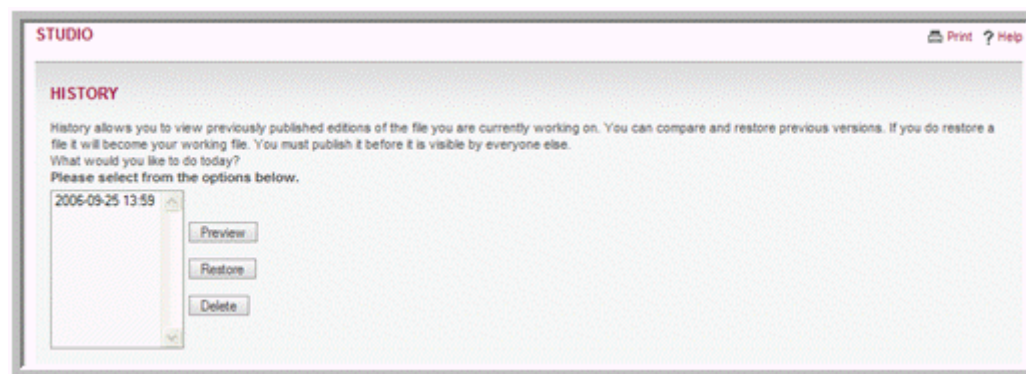 STUDIO
Print ? Help
HISTORY
History allows you to view previously published editions of the file you are currently working on. You can compare and restore previous versions. If you do restore a
file it will become your working file. You must publish it before it is visible by everyone else.
What would you like to do today?
Please select from the options below.
2006-09-25 13:59
Preview
Restore
Delete